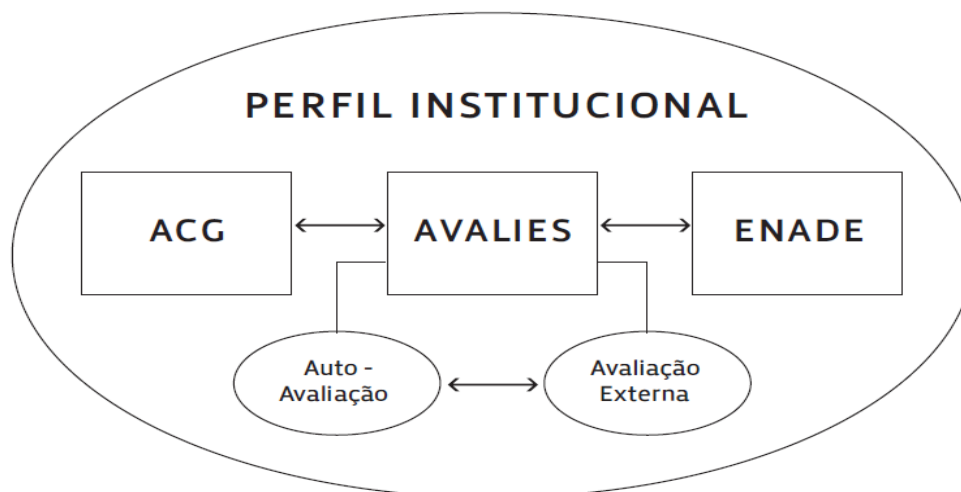 PERFIL INSTITUCIONAL
ACG
AVALIES
ENADE
Auto -
Avaliação
Avaliação
Externa